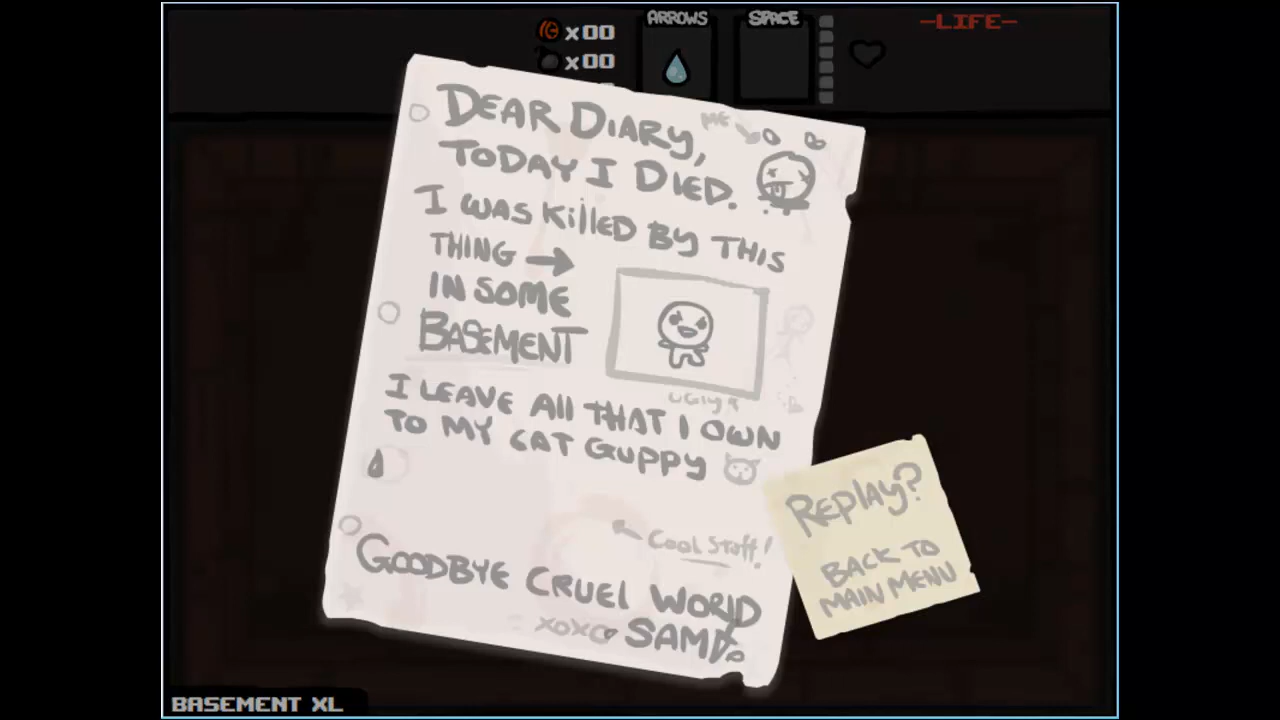 x00
x00
ARROWS
SPACE
-LIFE-
DEAR DIARY,
ME
TODAY I DIED.
I WAS KILLED BY THIS
THING →
IN SOME
BASEMENT
UGLY
I LEAVE ALL THAT I OWN
TO MY CAT GUPPY
COOL STUFF!
GOODBYE CRUEL WORLD
XOXO SAM
REPLAY?
BACK TO
MAIN MENU
BASEMENT XL